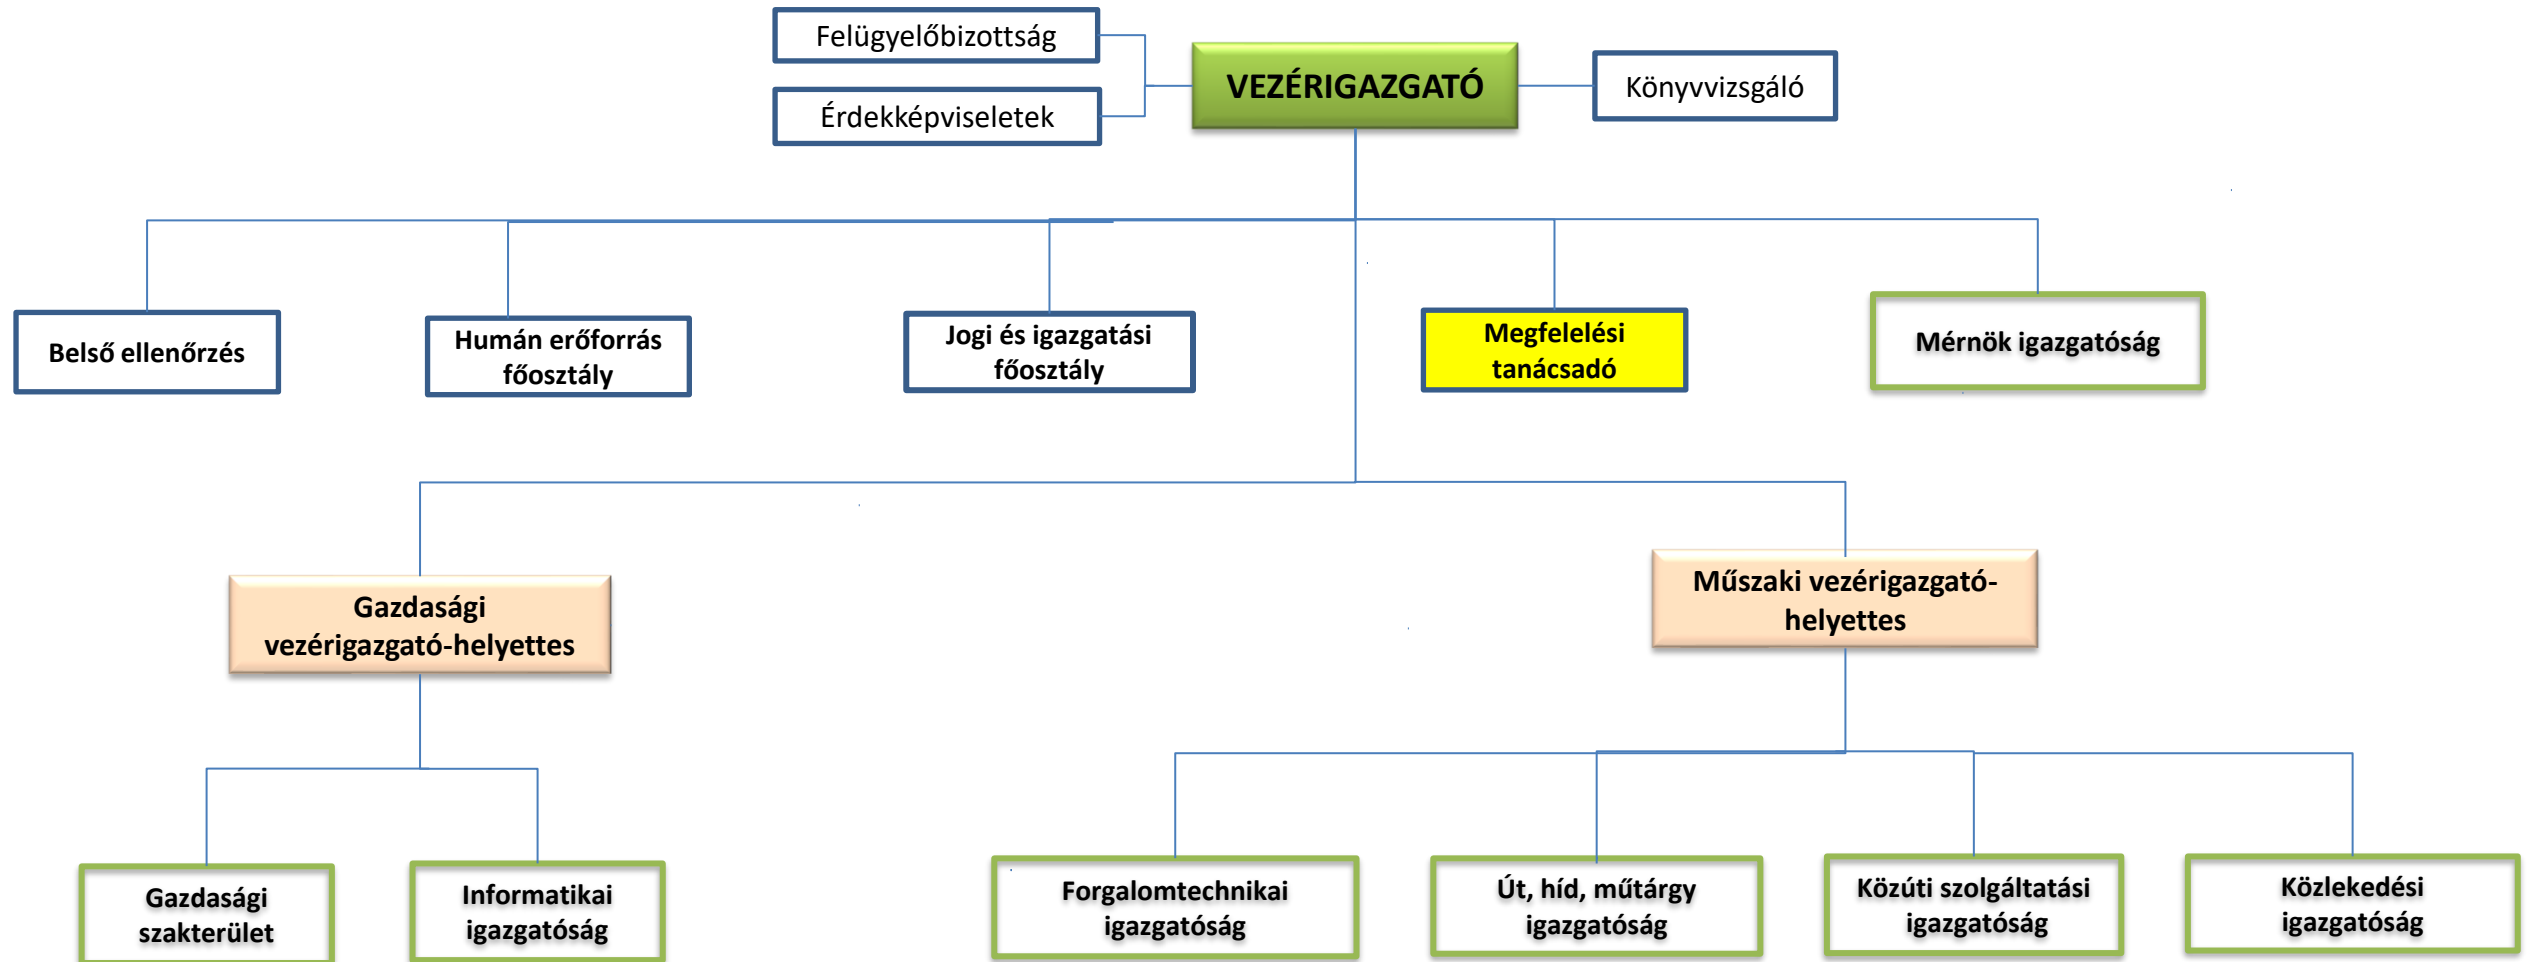 Felügyelőbizottság
VEZÉRIGAZGATÓ
Könyvvizsgáló
Érdekképviseletek
Belső ellenőrzés
Humán erőforrás
főosztály
Jogi és igazgatási
főosztály
Megfelelési
tanácsadó
Mérnök igazgatóság
Gazdasági
vezérigazgató-helyettes
Műszaki vezérigazgató-
helyettes
Gazdasági
szakterület
Informatikai
igazgatóság
Forgalomtechnikai
igazgatóság
Út, híd, műtárgy
igazgatóság
Közúti szolgáltatási
igazgatóság
Közlekedési
igazgatóság